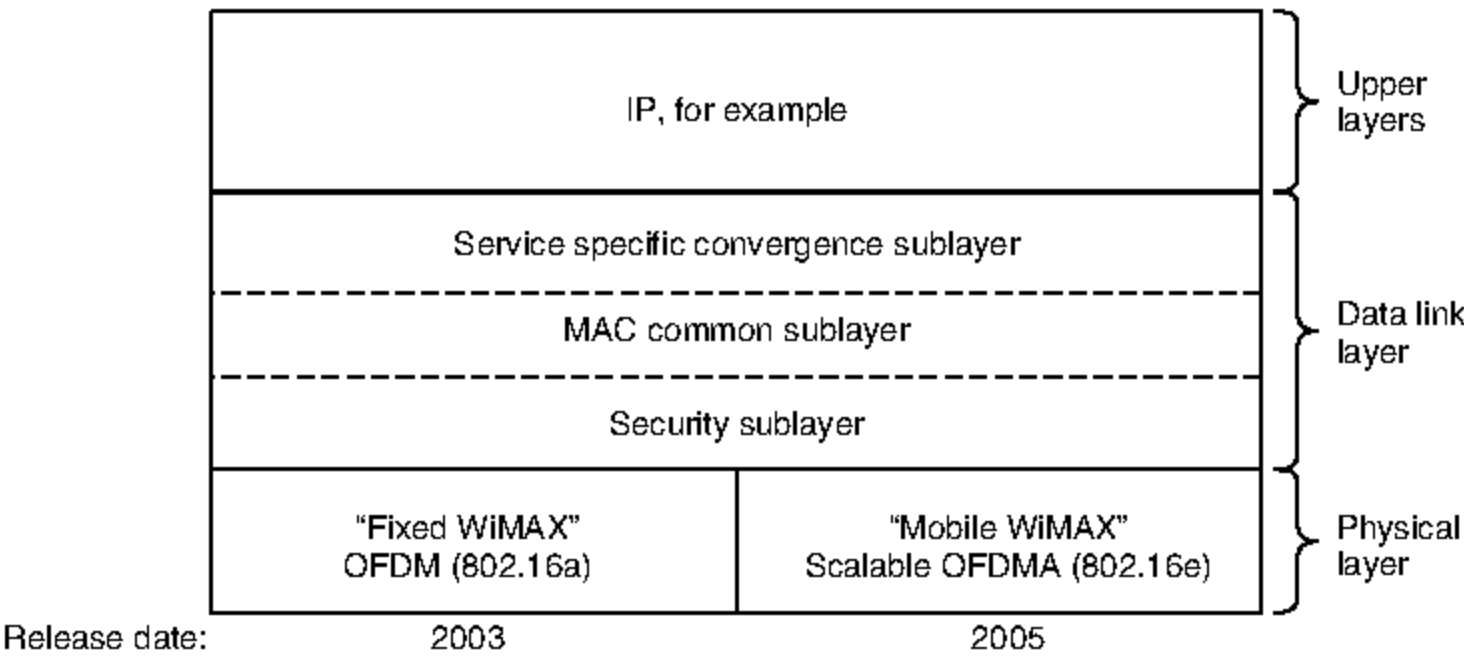 IP, for example
Upper
layers
Service specific convergence sublayer
MAC common sublayer
Data link
layer
Security sublayer
“Fixed WiMAX”
OFDM (802.16a)
“Mobile WiMAX”
Scalable OFDMA (802.16e)
Physical
layer
Release date:
2003
2005